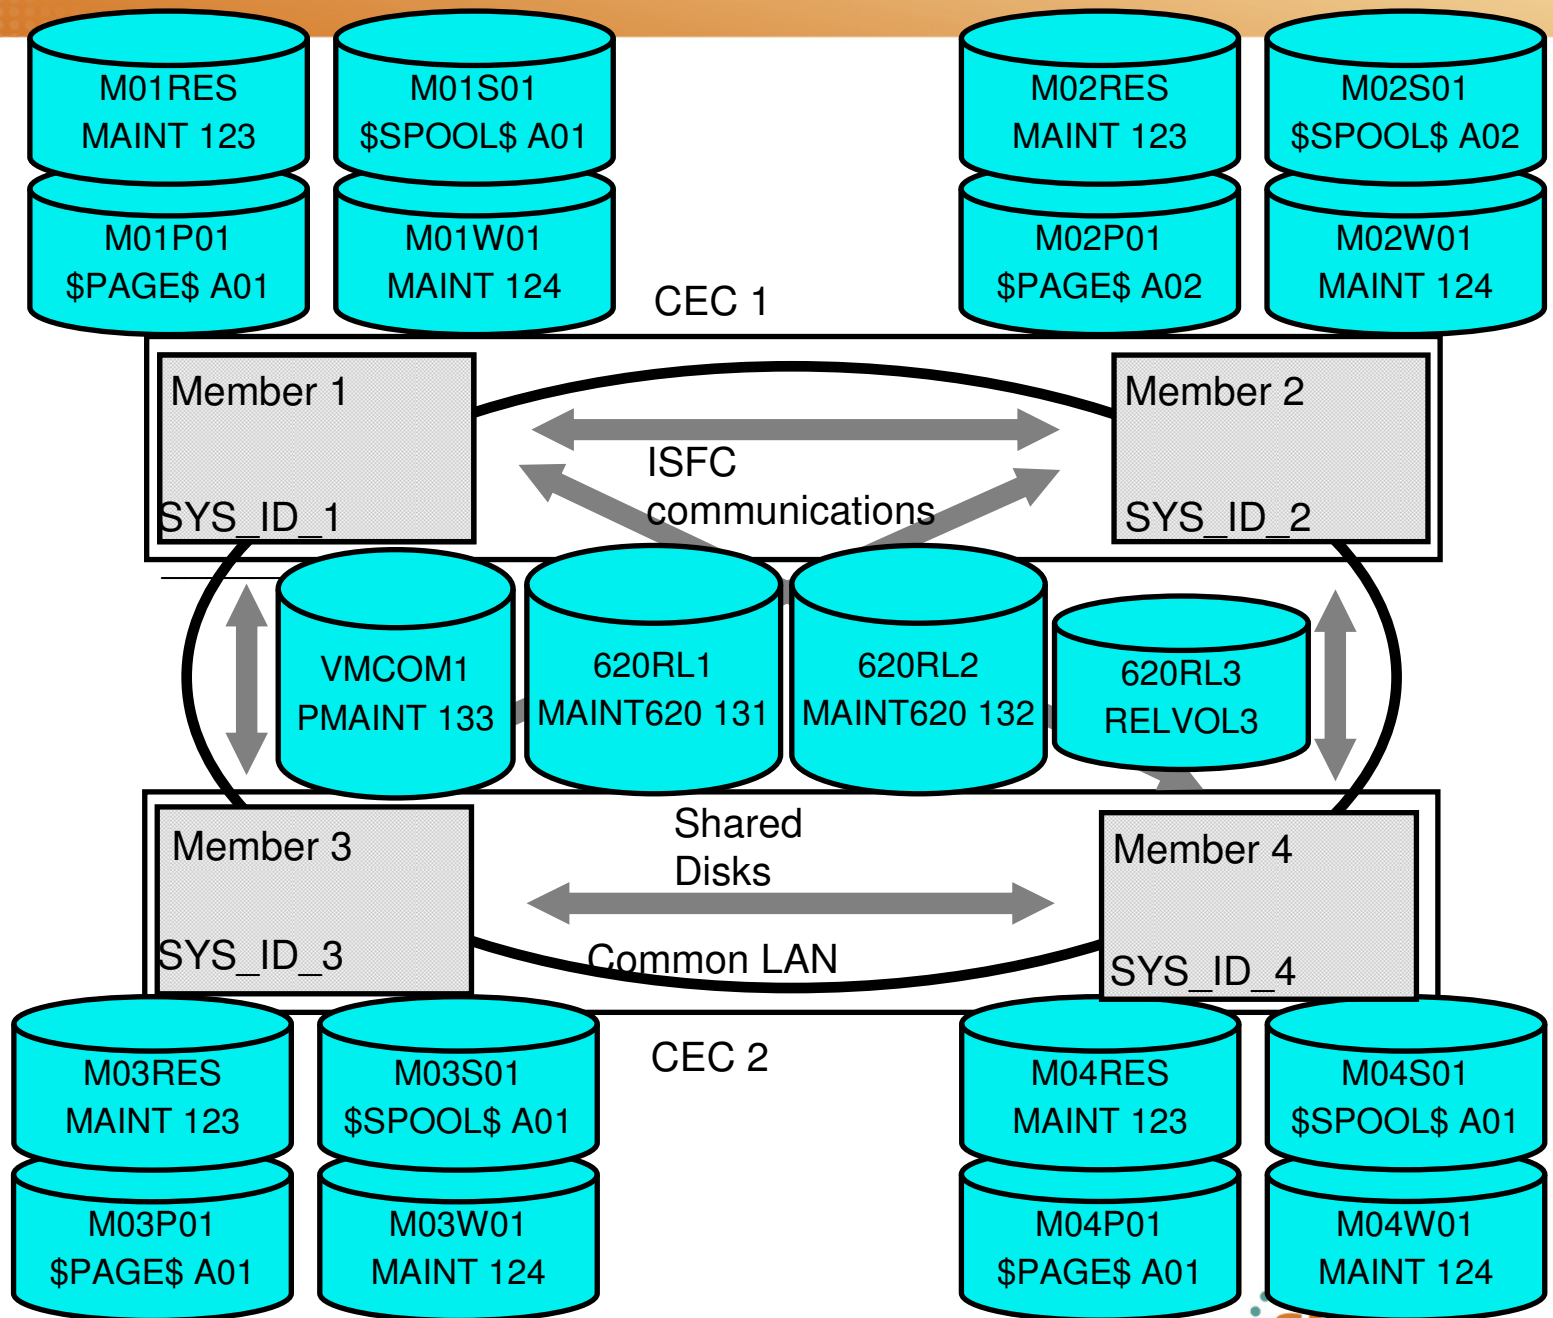 M01RES
MAINT 123
M01S01
$SPOOL$ A01
M02RES
MAINT 123
M02S01
$SPOOL$ A02
M01P01
$PAGE$ A01
M01W01
MAINT 124
M02P01
$PAGE$ A02
M02W01
MAINT 124
CEC 1
Member 1
SYS_ID_1
ISFC
communications
Member 2
SYS_ID_2
VMCOM1
PMAINT 133
620RL1
MAINT620 131
620RL2
MAINT620 132
620RL3
RELVOL3
Member 3
SYS_ID_3
Shared
Disks
Common LAN
Member 4
SYS_ID_4
CEC 2
M03RES
MAINT 123
M03S01
$SPOOL$ A01
M04RES
MAINT 123
M04S01
$SPOOL$ A01
M03P01
$PAGE$ A01
M03W01
MAINT 124
M04P01
$PAGE$ A01
M04W01
MAINT 124